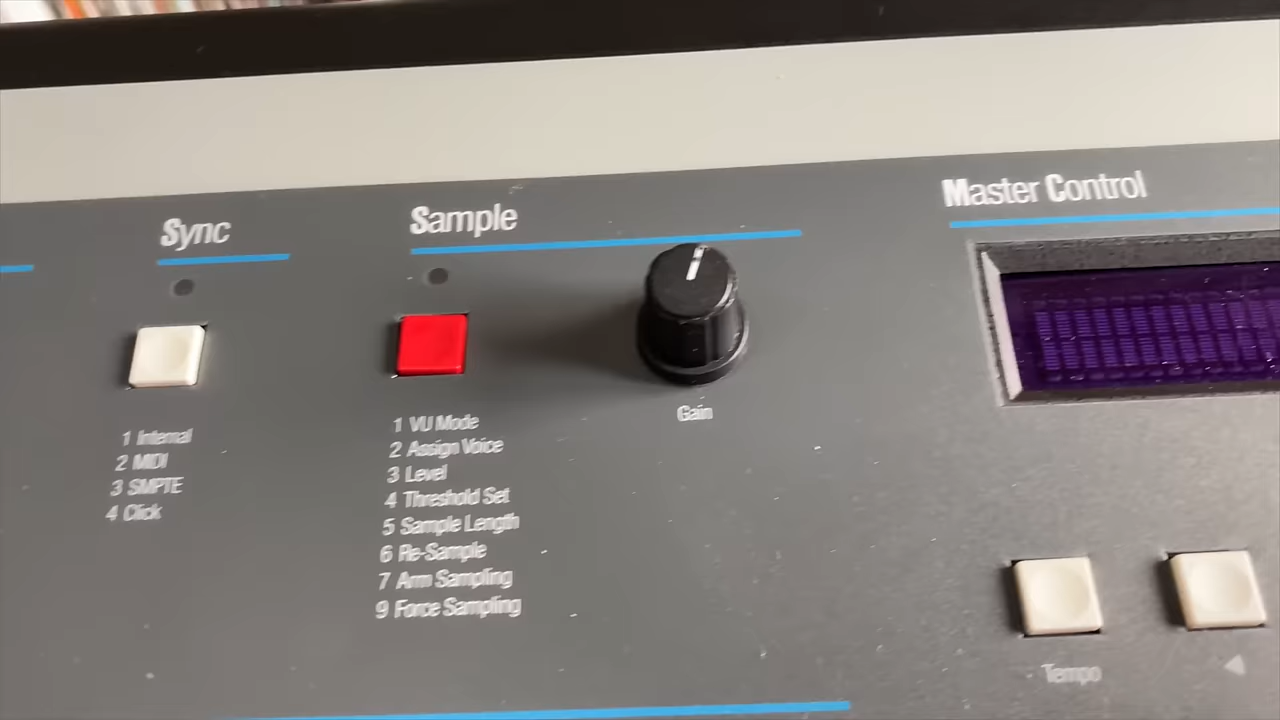 Sync
1 Internal
2 MIDI
3 SMPTE
4 Click
Sample
1 VU Mode
2 Assign Voice
3 Level
4 Threshold Set
5 Sample Length
6 Re-Sample
7 Arm Sampling
9 Force Sampling
Gain
Master Control
Tempo